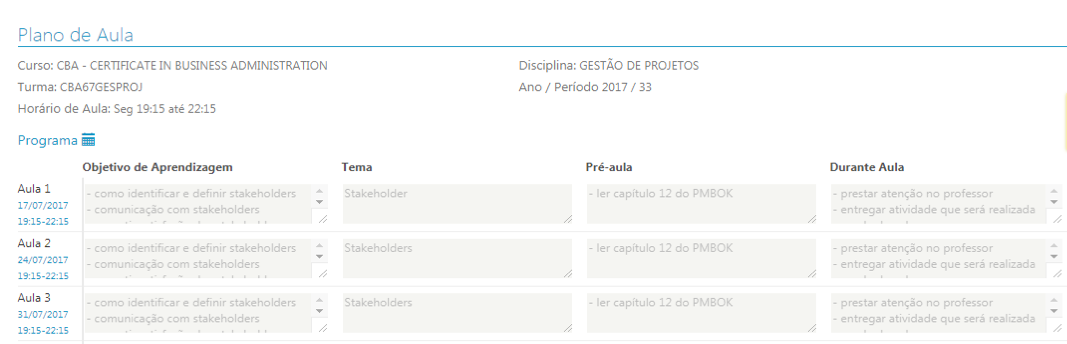 Plano de Aula
Curso: CBA - CERTIFICATE IN BUSINESS ADMINISTRATION
Disciplina: GESTÃO DE PROJETOS
Turma: CBA67GESPROJ
Ano / Período 2017 / 33
Horário de Aula: Seg 19:15 até 22:15
Programa
Objetivo de Aprendizagem Tema Pré-aula Durante Aula
Aula 1
17/07/2017
19:15-22:15
- como identificar e definir stakeholders
- comunicação com stakeholders
Stakeholder
- ler capítulo 12 do PMBOK
- prestar atenção no professor
- entregar atividade que será realizada
Aula 2
24/07/2017
19:15-22:15
- como identificar e definir stakeholders
- comunicação com stakeholders
Stakeholders
- ler capítulo 12 do PMBOK
- prestar atenção no professor
- entregar atividade que será realizada
Aula 3
31/07/2017
19:15-22:15
- como identificar e definir stakeholders
- comunicação com stakeholders
Stakeholders
- ler capítulo 12 do PMBOK
- prestar atenção no professor
- entregar atividade que será realizada